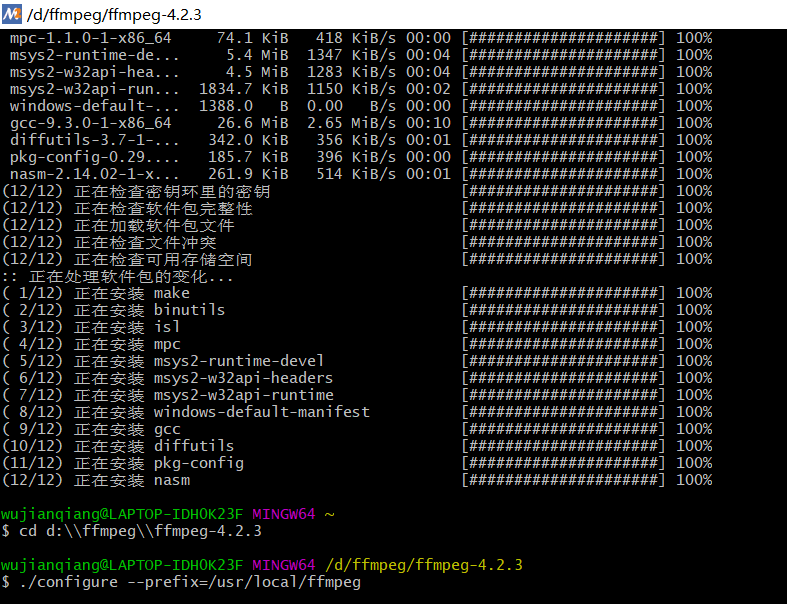 /d/ffmpeg/ffmpeg-4.2.3
mpc-1.1.0-1-x86_64 74.1 KiB 418 KiB/s 00:00 [#####################] 100%
msys2-runtime-de... 5.4 MiB 1347 KiB/s 00:04 [#####################] 100%
msys2-w32api-hea... 4.5 MiB 1283 KiB/s 00:04 [#####################] 100%
msys2-w32api-run... 1834.7 KiB 1150 KiB/s 00:02 [#####################] 100%
windows-default-... 1388.0 B 0.00 B/s 00:00 [#####################] 100%
gcc-9.3.0-1-x86_64 26.6 MiB 2.65 MiB/s 00:10 [#####################] 100%
diffutils-3.7-1-... 342.0 KiB 356 KiB/s 00:01 [#####################] 100%
pkg-config-0.29.... 185.7 KiB 396 KiB/s 00:00 [#####################] 100%
nasm-2.14.02-1-x... 261.9 KiB 514 KiB/s 00:01 [#####################] 100%
(12/12) 正在检查密钥环里的密钥 [#####################] 100%
(12/12) 正在检查软件包完整性 [#####################] 100%
(12/12) 正在加载软件包文件 [#####################] 100%
(12/12) 正在检查文件冲突 [#####################] 100%
(12/12) 正在检查可用存储空间 [#####################] 100%
:: 正在处理软件包的变化...
( 1/12) 正在安装 make [#####################] 100%
( 2/12) 正在安装 binutils [#####################] 100%
( 3/12) 正在安装 isl [#####################] 100%
( 4/12) 正在安装 mpc [#####################] 100%
( 5/12) 正在安装 msys2-runtime-devel [#####################] 100%
( 6/12) 正在安装 msys2-w32api-headers [#####################] 100%
( 7/12) 正在安装 msys2-w32api-runtime [#####################] 100%
( 8/12) 正在安装 windows-default-manifest [#####################] 100%
( 9/12) 正在安装 gcc [#####################] 100%
(10/12) 正在安装 diffutils [#####################] 100%
(11/12) 正在安装 pkg-config [#####################] 100%
(12/12) 正在安装 nasm [#####################] 100%
wujianqiang@LAPTOP-IDHOK23F MINGW64 ~
$ cd d:\\ffmpeg\\ffmpeg-4.2.3
wujianqiang@LAPTOP-IDHOK23F MINGW64 /d/ffmpeg/ffmpeg-4.2.3
$ ./configure --prefix=/usr/local/ffmpeg